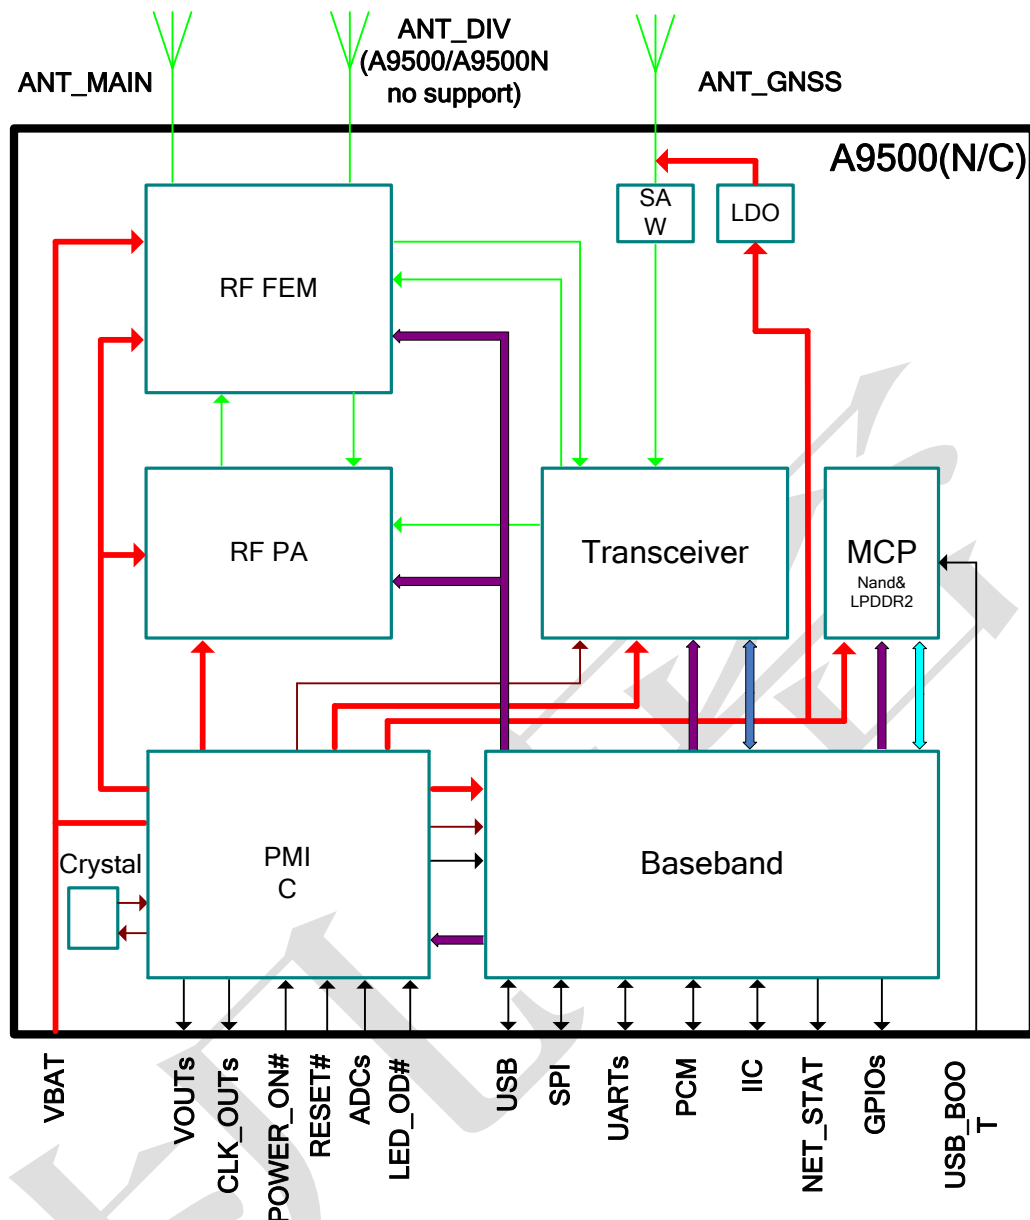 ANT_MAIN
ANT_DIV
(A9500/A9500N
no support)
ANT_GNSS
A9500(N/C)
SA
W
LDO
RF FEM
RF PA
Transceiver
MCP
Nand&
LPDDR2
Crystal
PMI
C
Baseband
VBAT
VOUTs
CLK_OUTs
POWER_ON#
RESET#
ADCs
LED_OD#
USB
SPI
UARTs
PCM
IIC
NET_STAT
GPIOs
USB_BOO
T